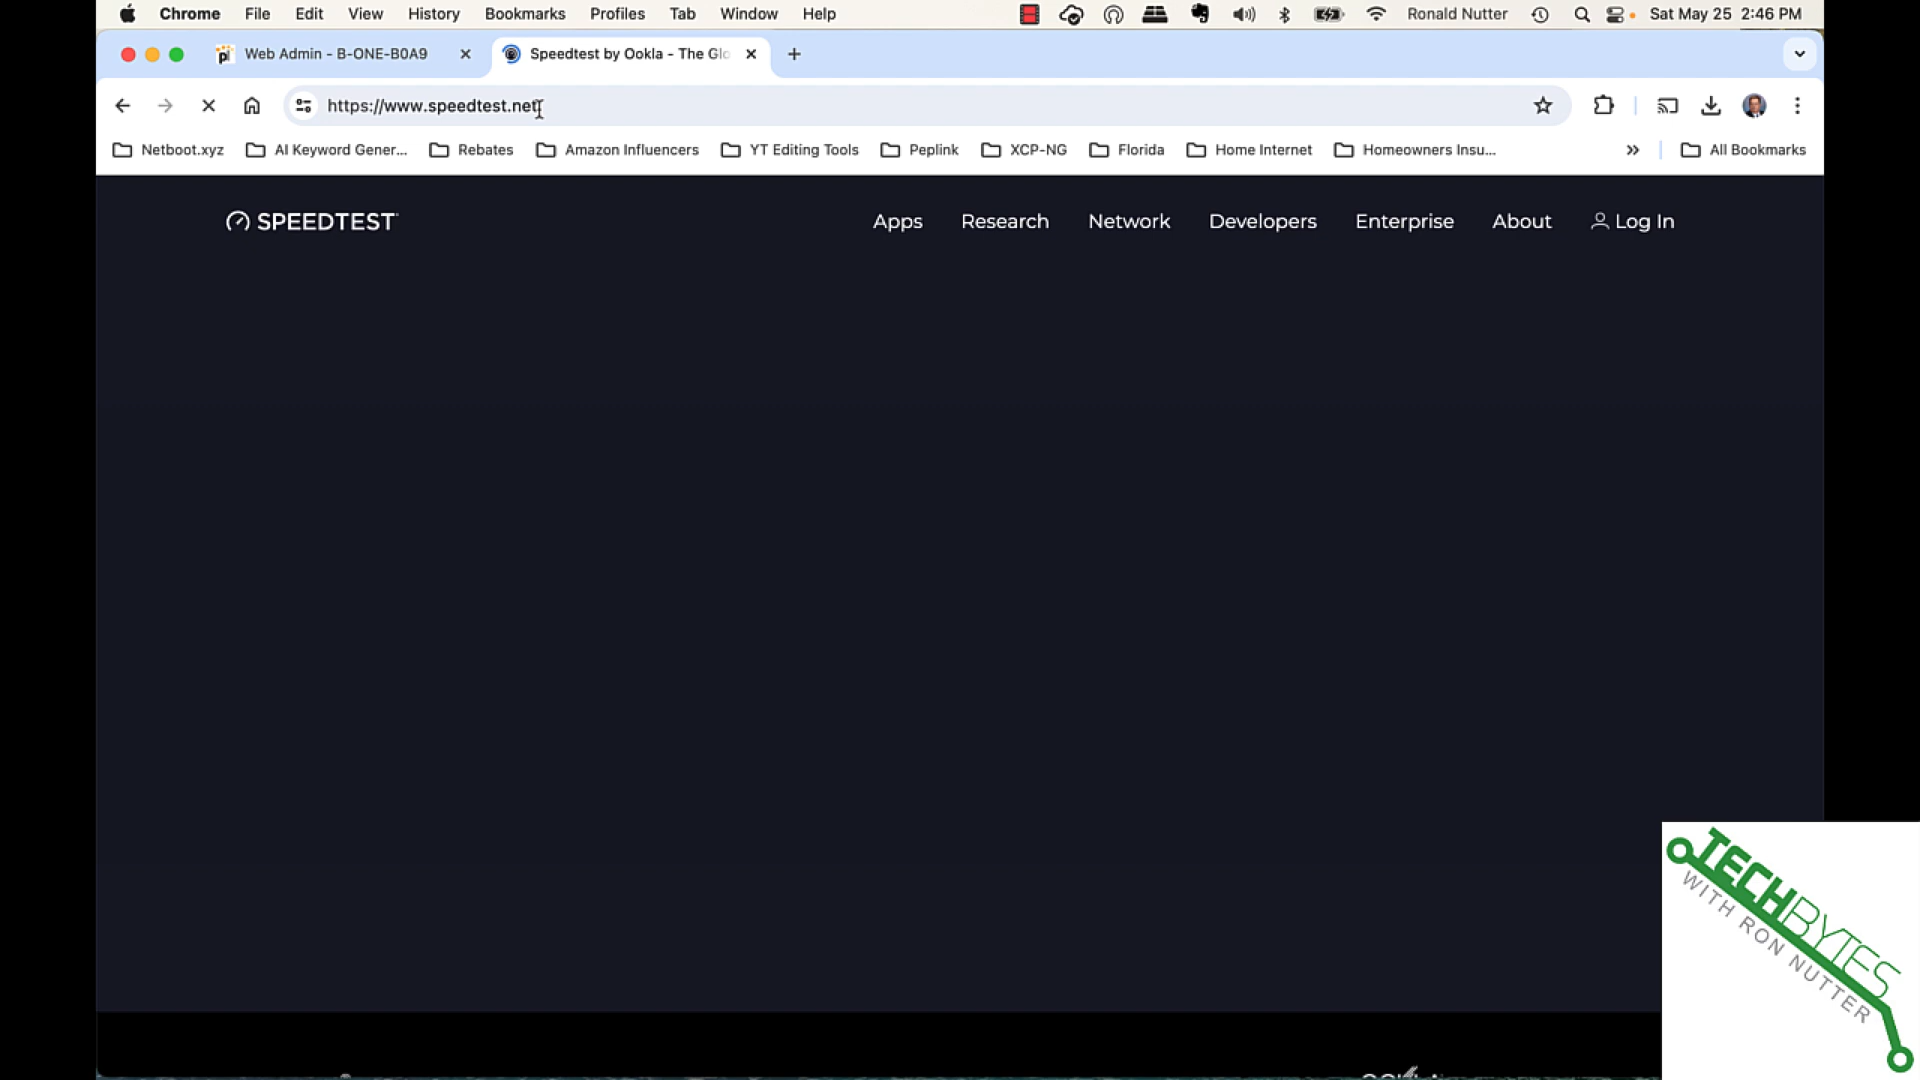 Chrome File Edit View History Bookmarks Profiles Tab Window Help Ronald Nutter Sat May 25 2:46 PM
Web Admin - B-ONE-B0A9 Speedtest by Ookla - The Glo
https://www.speedtest.net
Netboot.xyz AI Keyword Gener... Rebates Amazon Influencers YT Editing Tools Peplink XCP-NG Florida Home Internet Homeowners Insu... All Bookmarks
SPEEDTEST Apps Research Network Developers Enterprise About Log In
TECHBYTES
WITH RON NUTTER